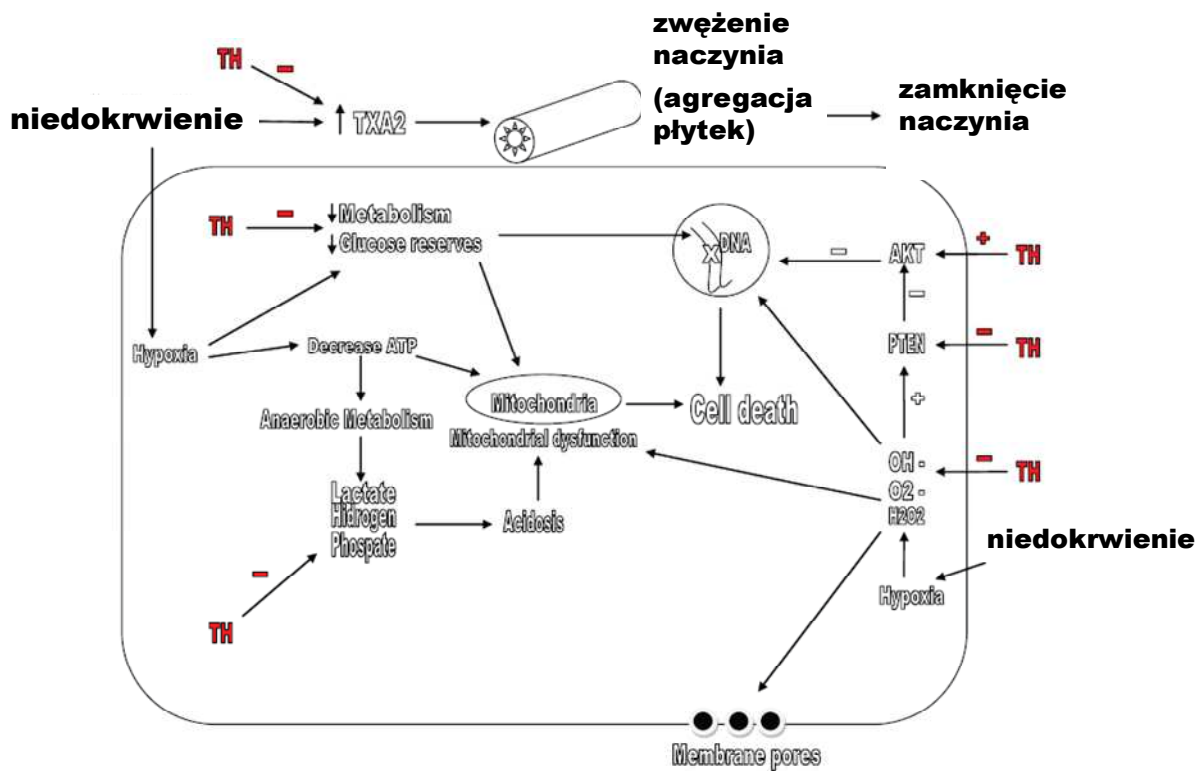 zwężenie
naczynia
(agregacja
płytek)
zamknięcie
naczynia
TH
−
niedokrwienie
TXA2
TH
−
Metabolism
Glucose reserves
X DNA
−
AKT
+
TH
−
Hypoxia
Decrease ATP
PTEN
−
TH
Mitochondria
Cell death
+
Anaerobic Metabolism
Mitochondrial dysfunction
OH -
−
TH
O2 -
H2O2
Lactate
Hidrogen
Phospate
Acidosis
niedokrwienie
−
TH
Hypoxia
Membrane pores